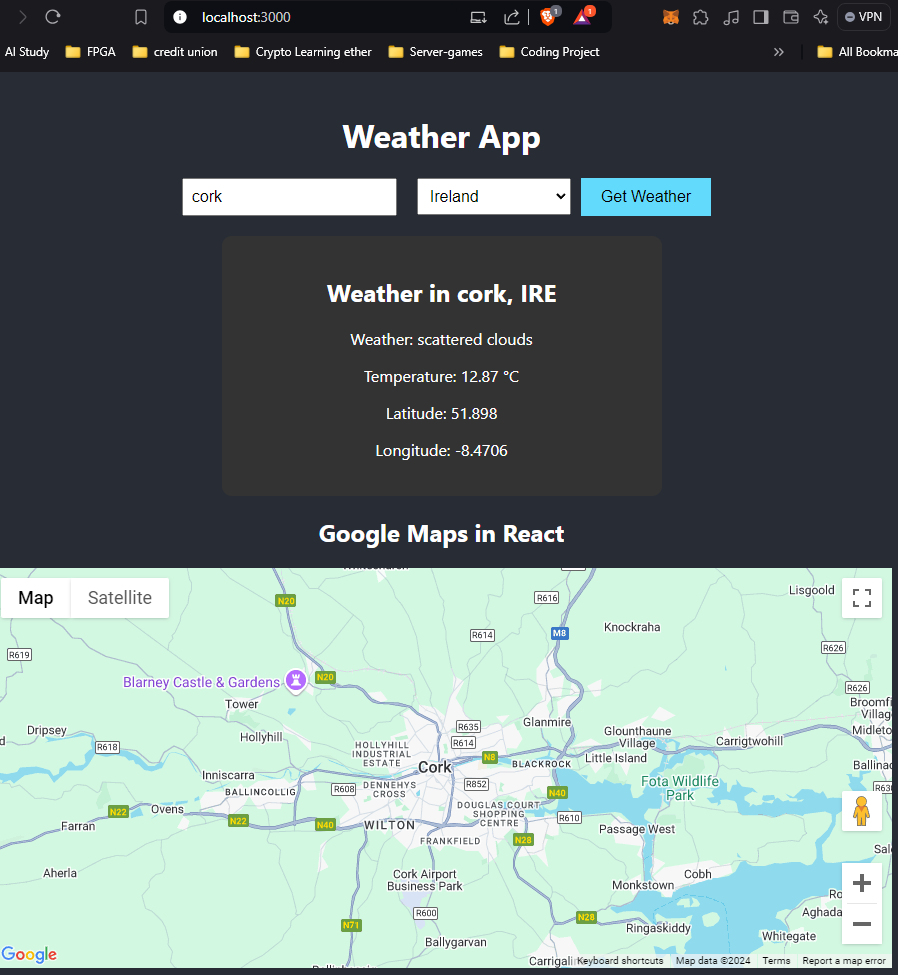 localhost:3000
1
1
VPN
AI Study FPGA credit union Crypto Learning ether Server-games Coding Project » All Bookma
Weather App
cork Ireland Get Weather
Weather in cork, IRE
Weather: scattered clouds
Temperature: 12.87 °C
Latitude: 51.898
Longitude: -8.4706
Google Maps in React
Map Satellite
Lisgoold
N20
R616
Knockraha
M8
R614
R619
R626
Blarney Castle & Gardens
N20
R626
Tower
Broomfi
Village
Glanmire
R635
Dripsey
Hollyhill
R614
Glounthaune
Village
Carrigtwohill
Midleto
R618
HOLLYHILL
INDUSTRIAL
ESTATE
N8
BLACKROCK
Little Island
Cork
Ballinac
Inniscarra
R852
Fota Wildlife
Park
BALLINCOLLIG
R608
DENNEHYS
CROSS
N40
R630
Ovens
N22
DOUGLAS COURT
SHOPPING
CENTRE
R610
N22
N40
WILTON
Farran
Passage West
FRANKFIELD
N28
Aherla
Cork Airport
Business Park
Cobh
Monkstown
R600
N28
Aghada
N71
Ringaskiddy
Whitegate
Ballygarvan
Google
Keyboard shortcuts Map data ©2024 Terms Report a map error